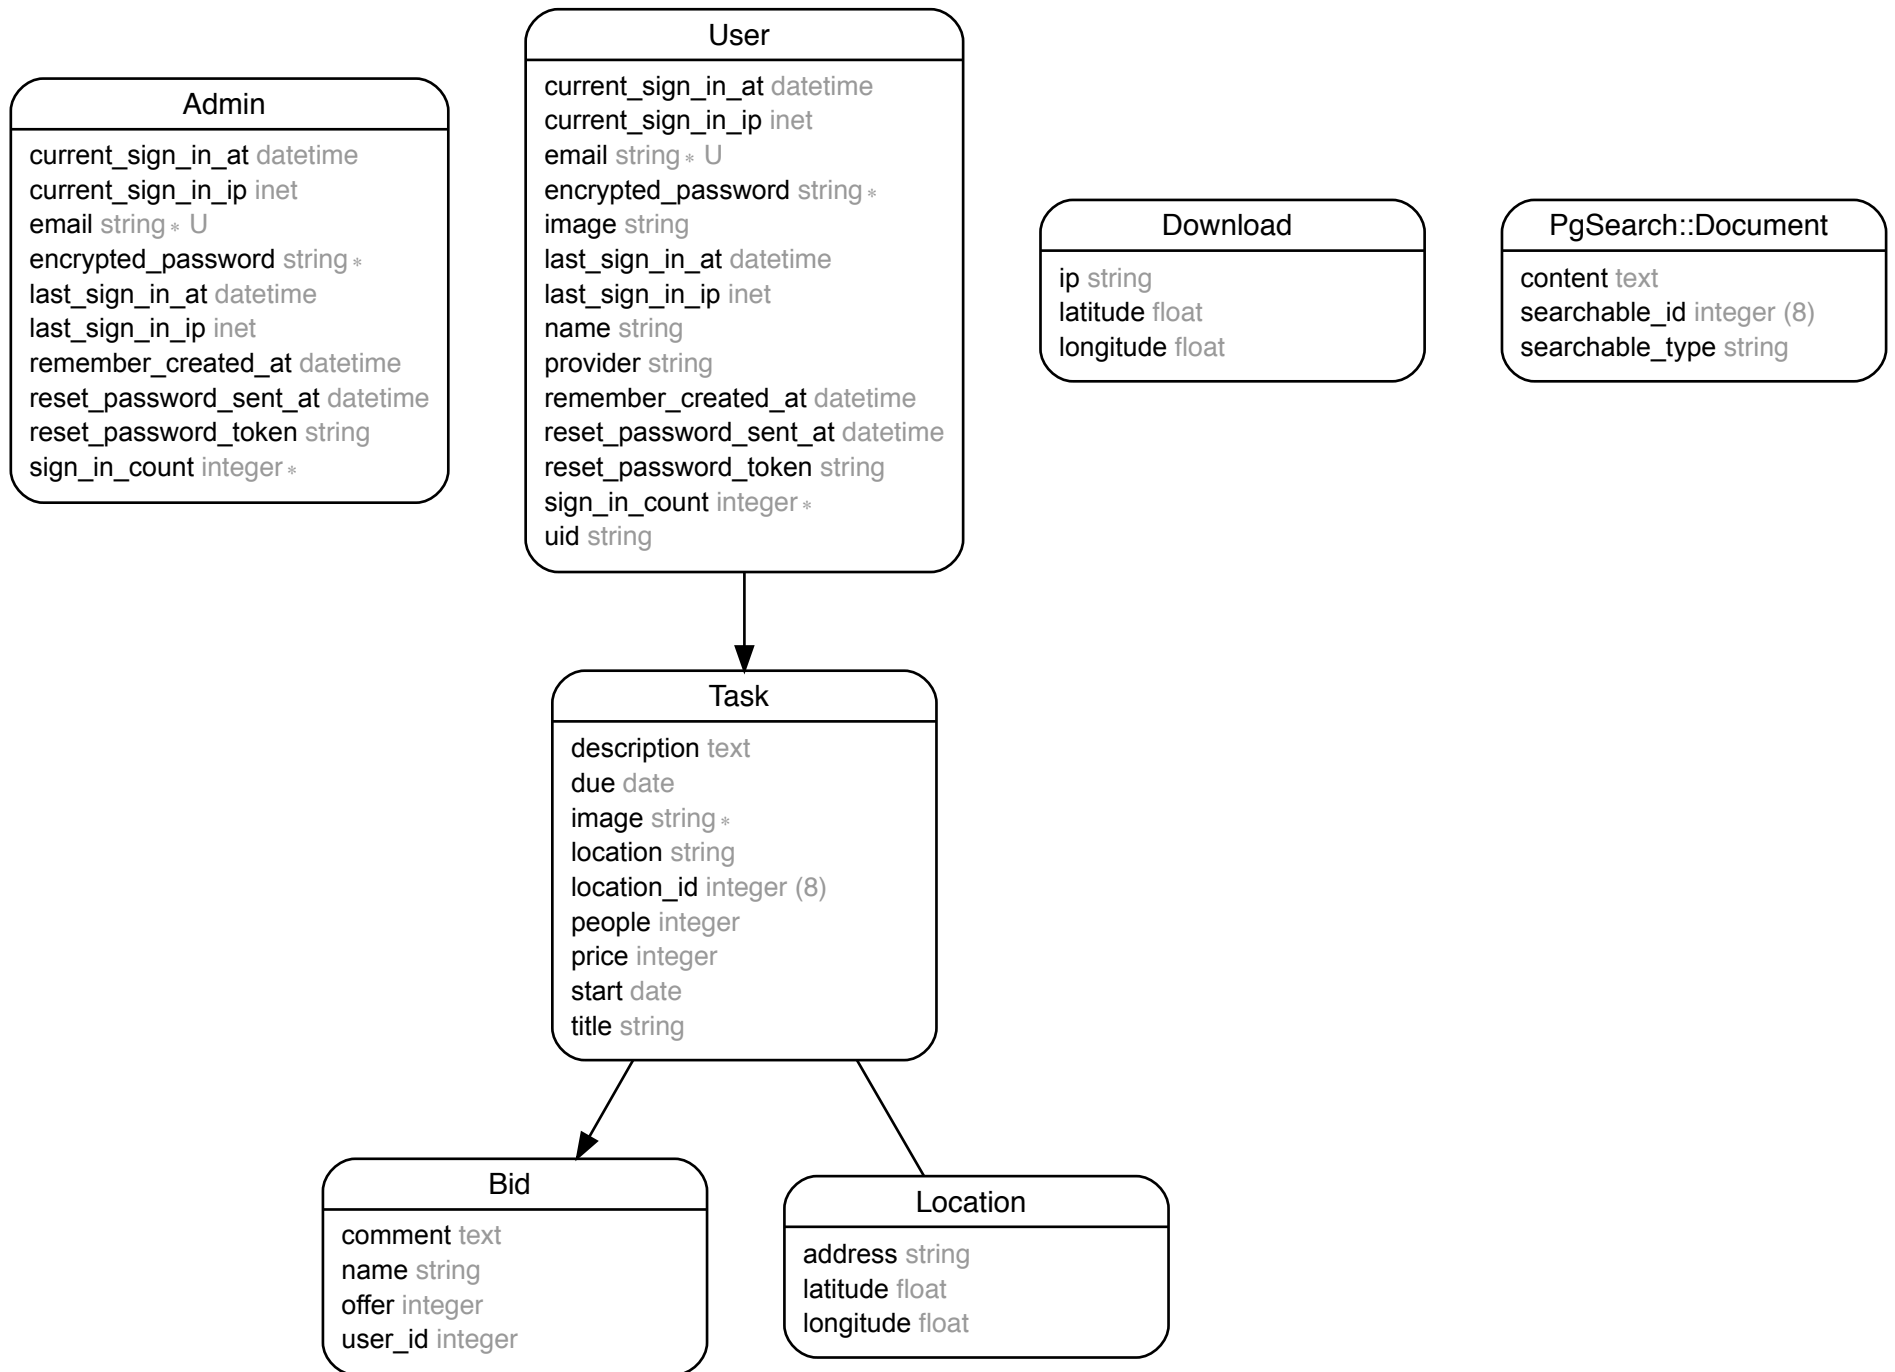 Admin
current_sign_in_at datetime
current_sign_in_ip inet
email string * U
encrypted_password string *
last_sign_in_at datetime
last_sign_in_ip inet
remember_created_at datetime
reset_password_sent_at datetime
reset_password_token string
sign_in_count integer *
User
current_sign_in_at datetime
current_sign_in_ip inet
email string * U
encrypted_password string *
image string
last_sign_in_at datetime
last_sign_in_ip inet
name string
provider string
remember_created_at datetime
reset_password_sent_at datetime
reset_password_token string
sign_in_count integer *
uid string
Download
ip string
latitude float
longitude float
PgSearch::Document
content text
searchable_id integer (8)
searchable_type string
Task
description text
due date
image string *
location string
location_id integer (8)
people integer
price integer
start date
title string
Bid
comment text
name string
offer integer
user_id integer
Location
address string
latitude float
longitude float